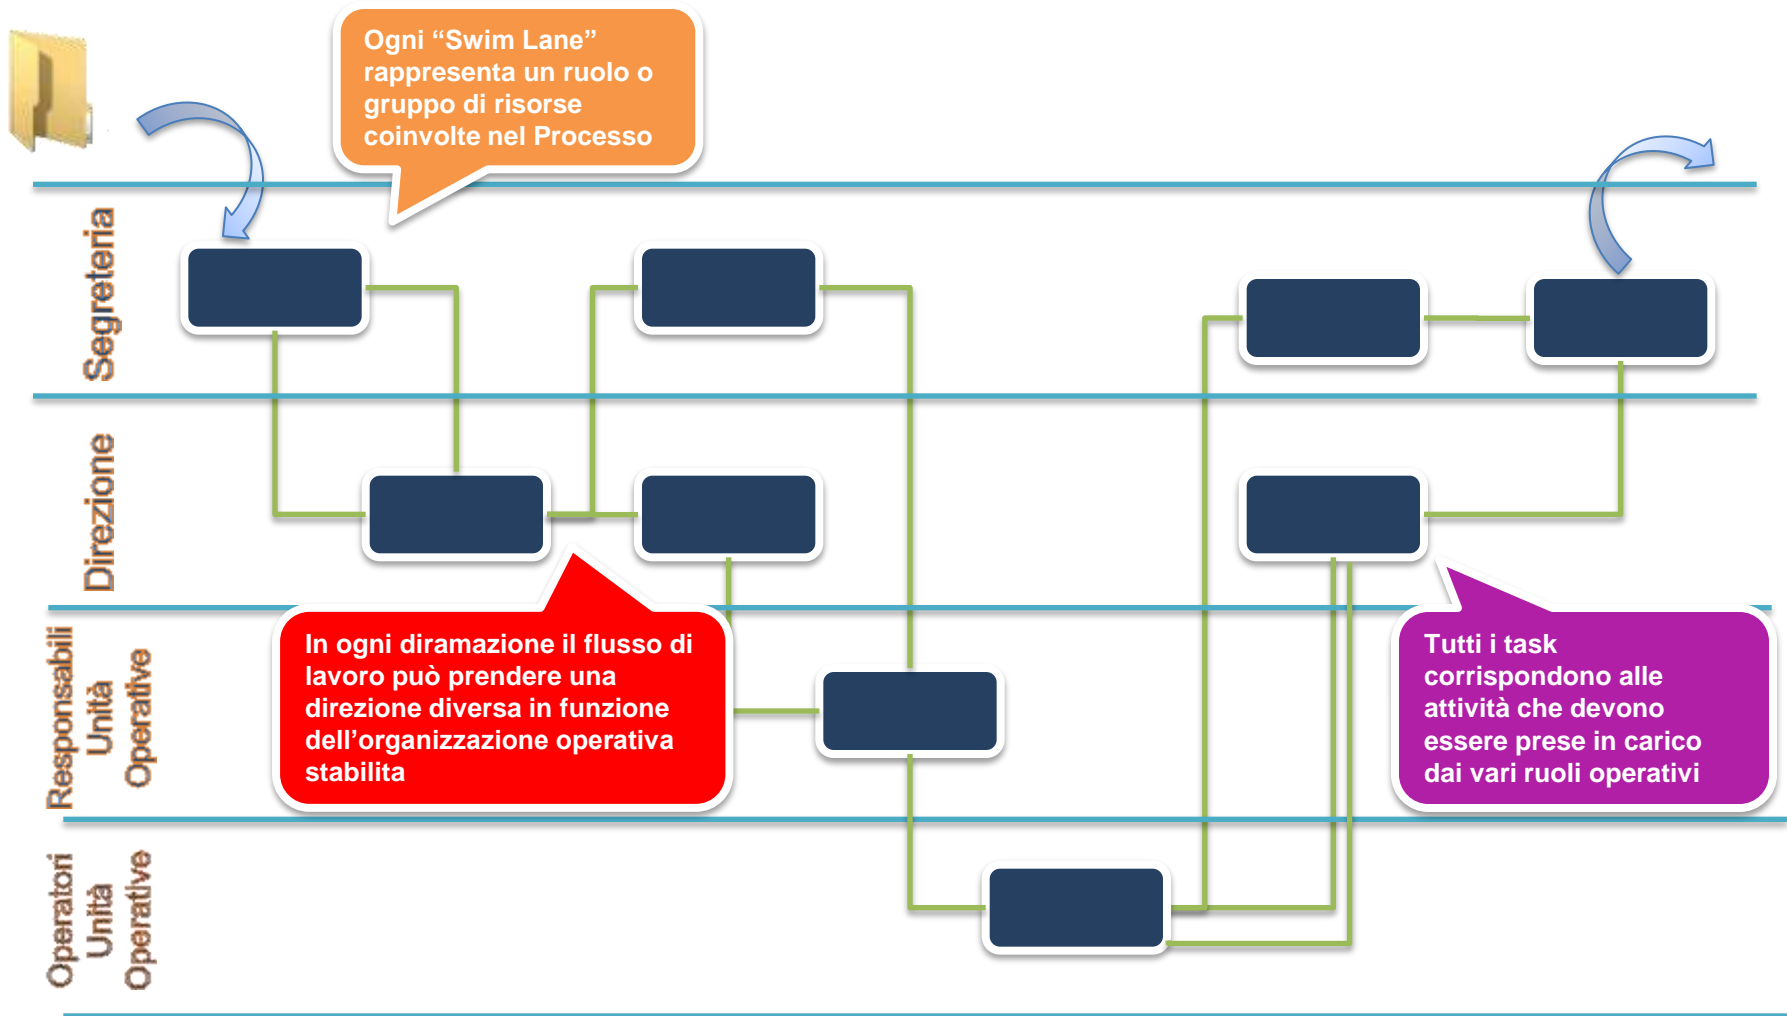 Ogni “Swim Lane”
rappresenta un ruolo o
gruppo di risorse
coinvolte nel Processo
Segreteria
Direzione
In ogni diramazione il flusso di
lavoro può prendere una
direzione diversa in funzione
dell’organizzazione operativa
stabilita
Tutti i task
corrispondono alle
attività che devono
essere prese in carico
dai vari ruoli operativi
Responsabili
Unità
Operative
Operatori
Unità
Operative